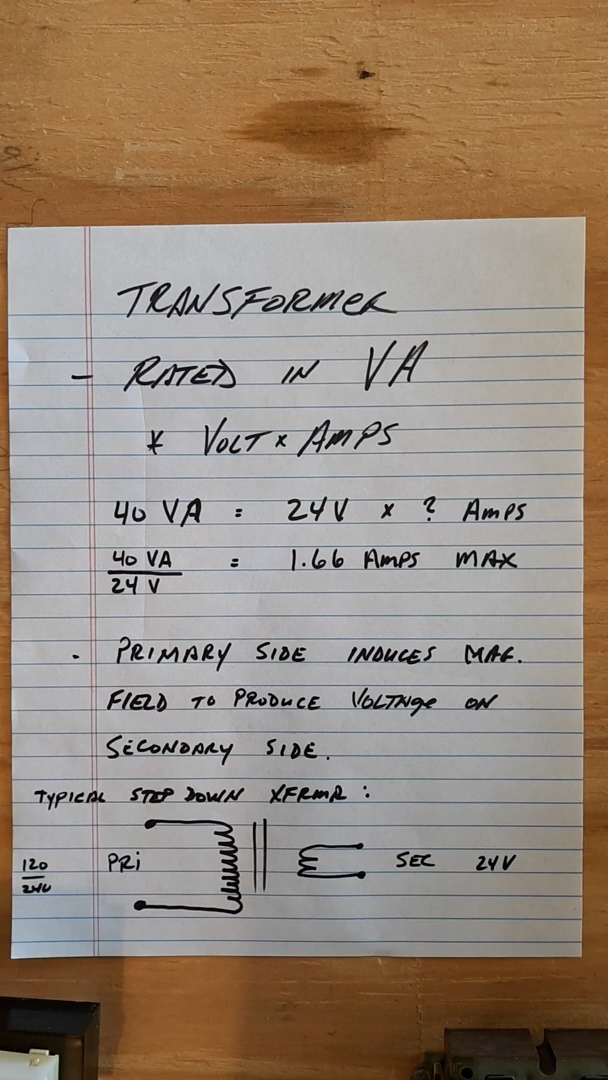 TRANSFORMER
- RATED IN VA
* VOLT x AMPS
40 VA = 24V x ? AMPS
40 VA = 1.66 AMPS MAX
24 V
- PRIMARY SIDE INDUCES MAG.
FIELD TO PRODUCE VOLTAGE ON
SECONDARY SIDE.
TYPICAL STEP DOWN XFRMR :
120
240
PRI
SEC 24V